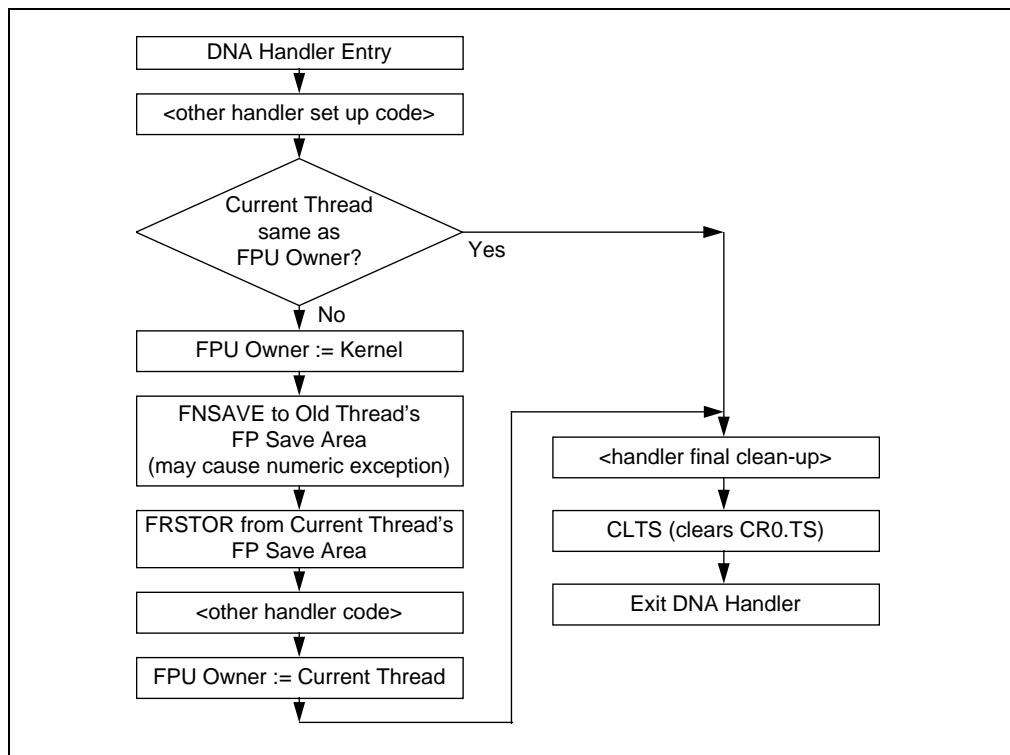 DNA Handler Entry
<other handler set up code>
Current Thread
same as
FPU Owner?
Yes
No
FPU Owner := Kernel
FNSAVE to Old Thread’s
FP Save Area
(may cause numeric exception)
FRSTOR from Current Thread’s
FP Save Area
<other handler code>
FPU Owner := Current Thread
<handler final clean-up>
CLTS (clears CR0.TS)
Exit DNA Handler